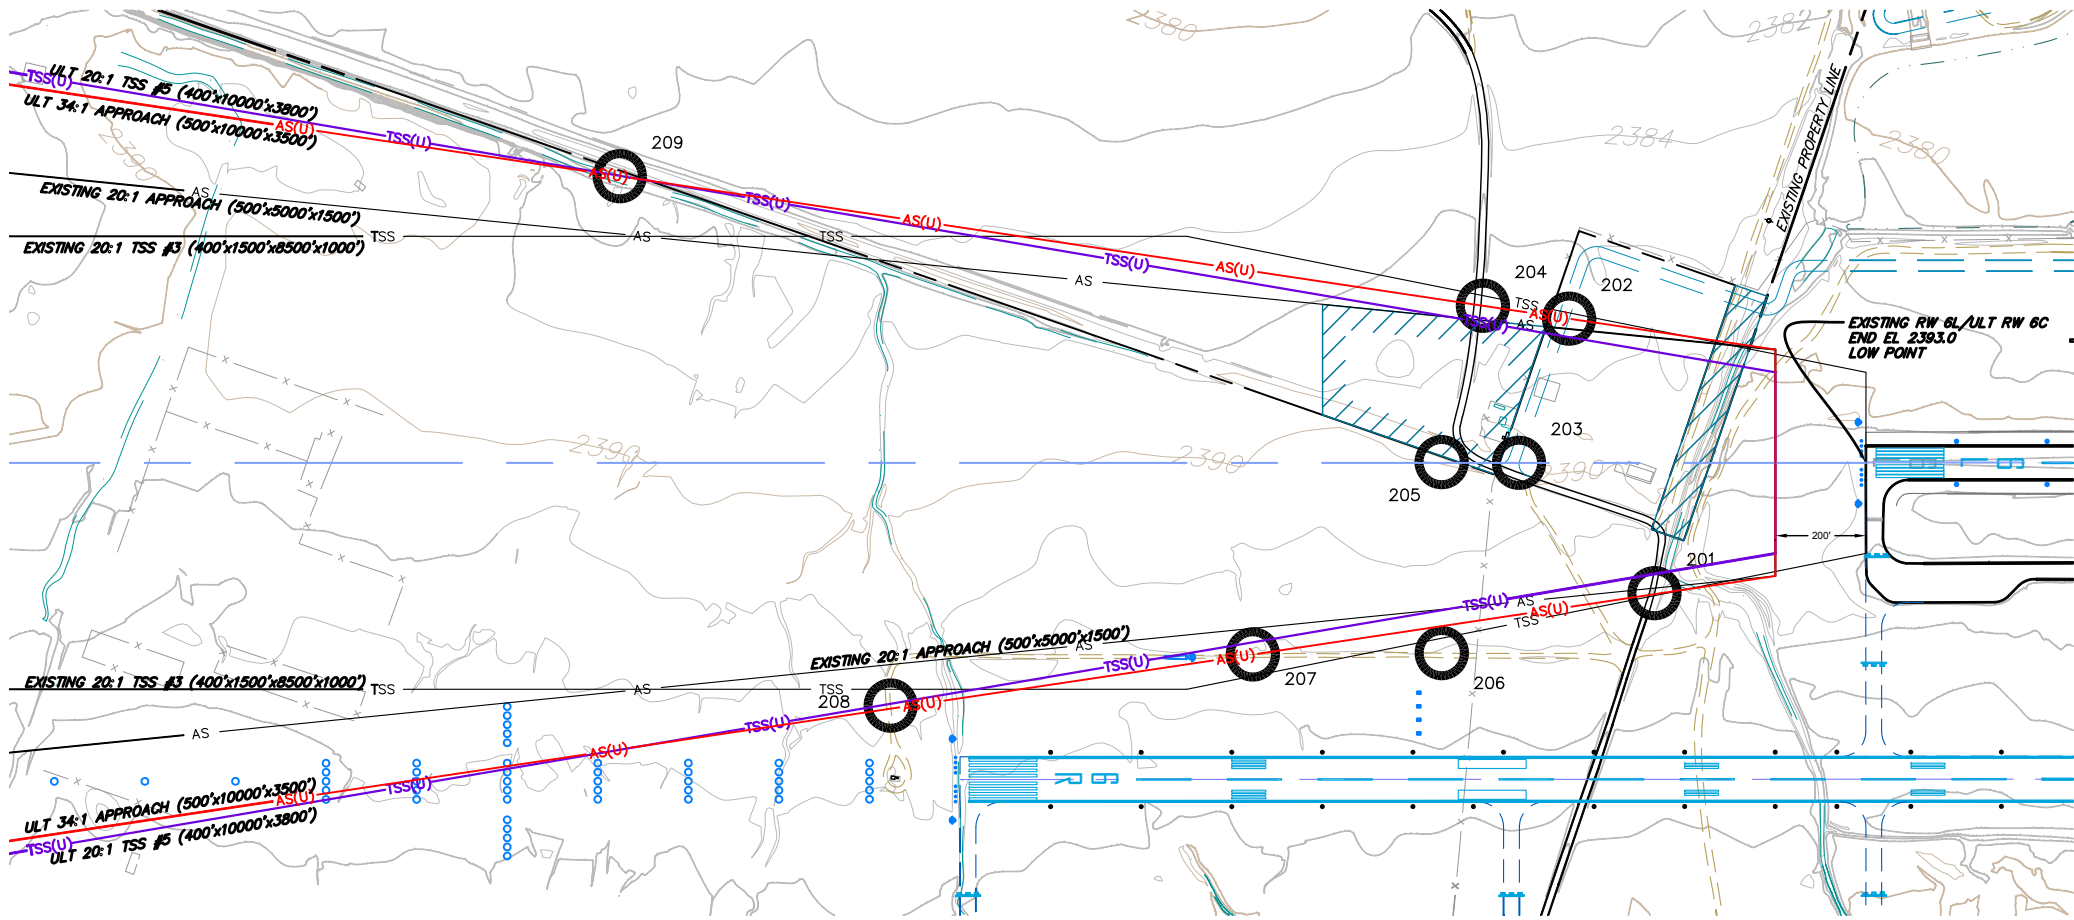 2380
2382
TSS(U)
ULT 20:1 TSS #5 (400'x10000'x3800')
ULT 34:1 APPROACH (500'x10000'x3500')
AS(U)
TSS(U)
209
2384
2380
EXISTING PROPERTY LINE
AS(U)
AS
EXISTING 20:1 APPROACH (500'x5000'x1500')
TSS(U)
AS(U)
TSS
AS
TSS
EXISTING 20:1 TSS #3 (400'x1500'x8500'x1000')
TSS(U)
AS(U)
AS
204
202
TSS
AS(U)
TSS(U)
AS
EXISTING RW 6L/ULT RW 6C
END EL 2393.0
LOW POINT
203
2390
2390
2390
205
6L
200'
201
TSS(U)
AS
AS(U)
TSS
EXISTING 20:1 APPROACH (500'x5000'x1500')
AS
TSS(U)
AS(U)
207
206
EXISTING 20:1 TSS #3 (400'x1500'x8500'x1000')
TSS
AS
TSS
208
AS(U)
TSS(U)
AS
AS(U)
6R
ULT 34:1 APPROACH (500'x10000'x3500')
AS(U)
TSS(U)
TSS(U)
ULT 20:1 TSS #5 (400'x10000'x3800')